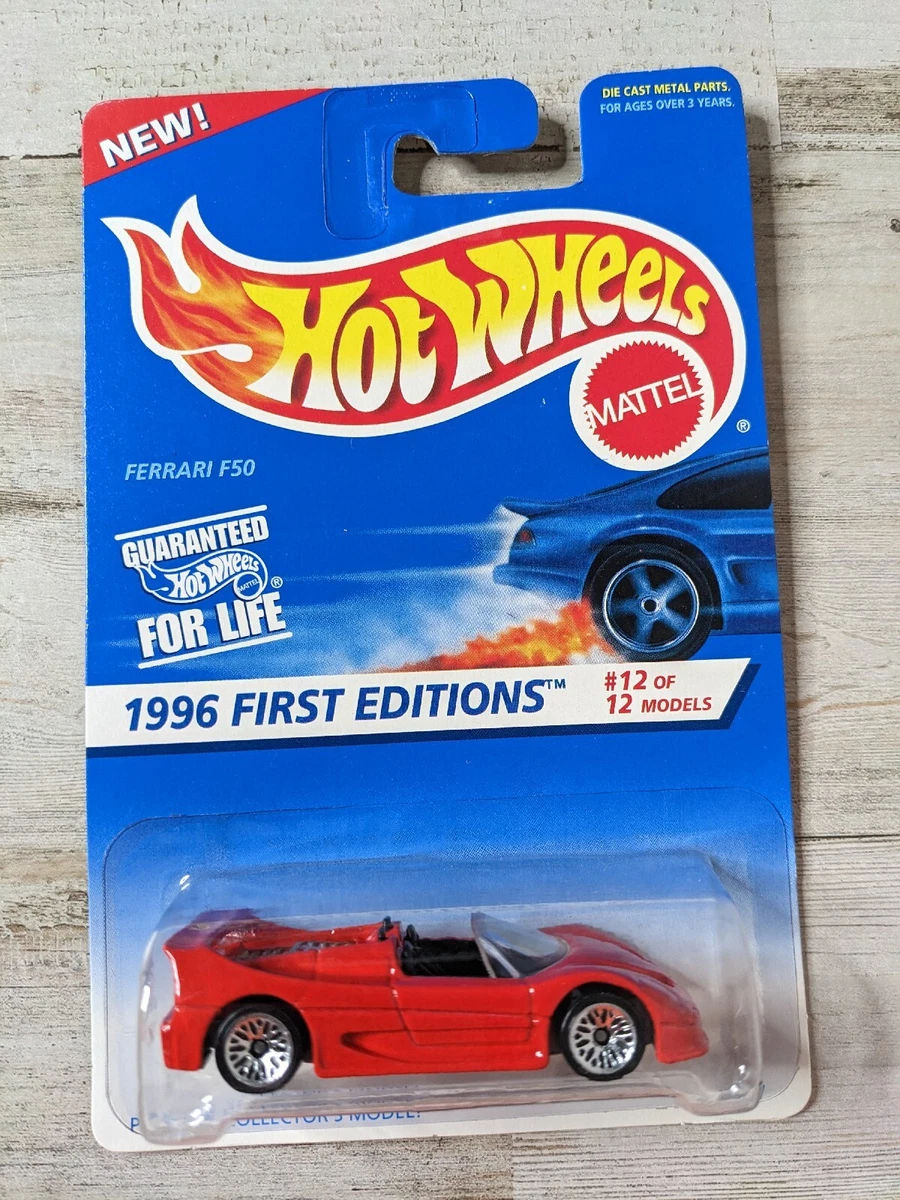 NEW!
DIE CAST METAL PARTS.
FOR AGES OVER 3 YEARS.
HOT WHEELS
MATTEL
®
FERRARI F50
GUARANTEED
HOT WHEELS
MATTEL ®
FOR LIFE
1996 FIRST EDITIONS™
#12 OF
12 MODELS
COLLECTOR'S MODEL!